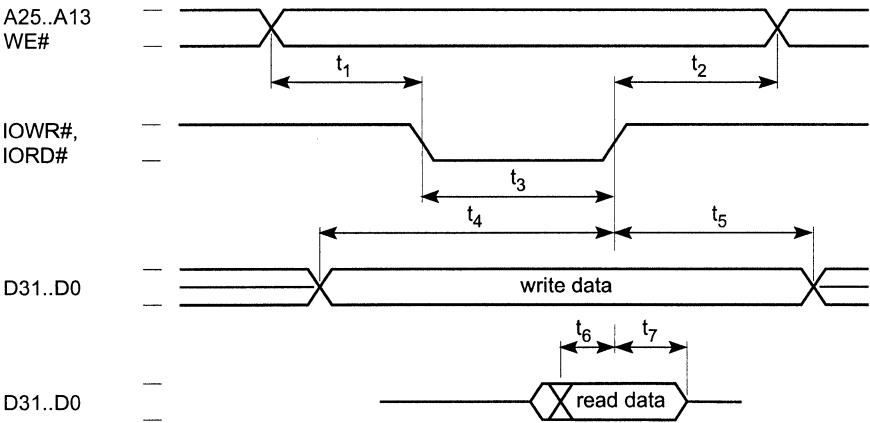 A25..A13
WE#
t1
t2
IOWR#,
IORD#
t3
t4
t5
D31..D0
write data
t6
t7
D31..D0
read data